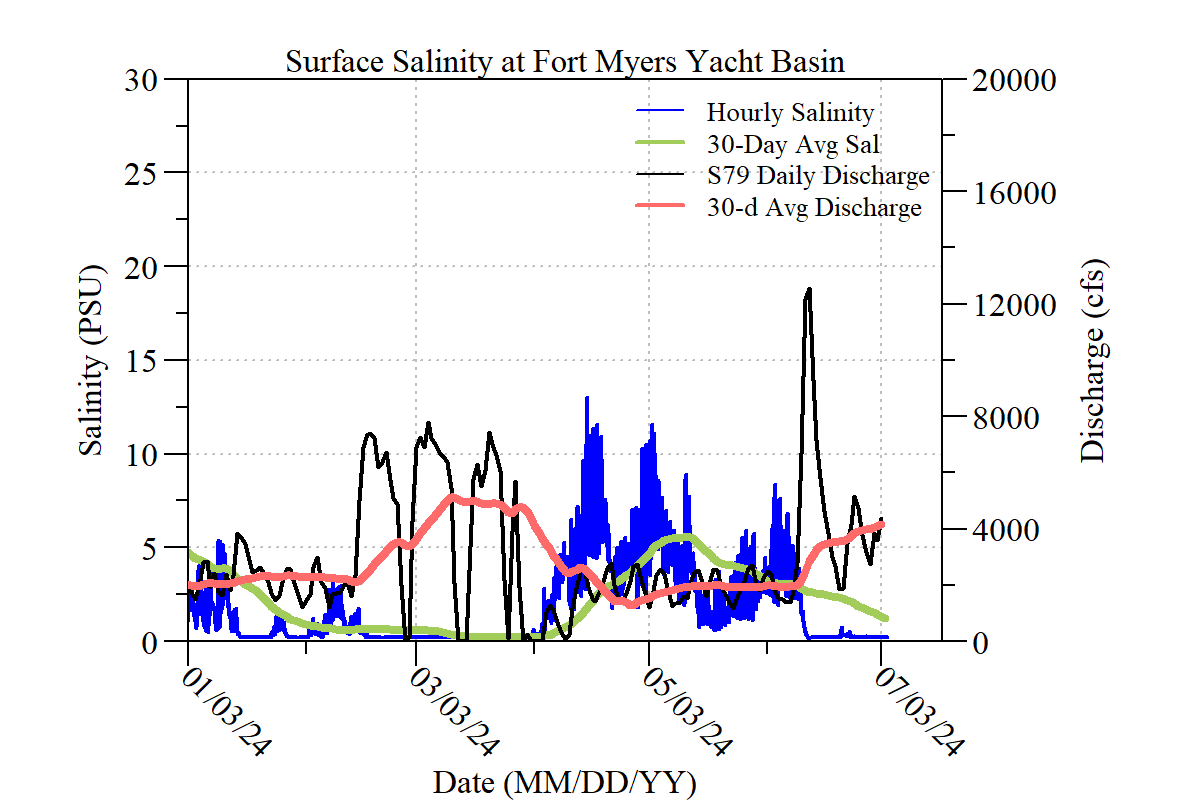 Surface Salinity at Fort Myers Yacht Basin
30
25
20
15
10
5
0
Salinity (PSU)
Hourly Salinity
30-Day Avg Sal
S79 Daily Discharge
30-d Avg Discharge
20000
16000
12000
8000
4000
0
Discharge (cfs)
01/03/24
03/03/24
05/03/24
07/03/24
Date (MM/DD/YY)